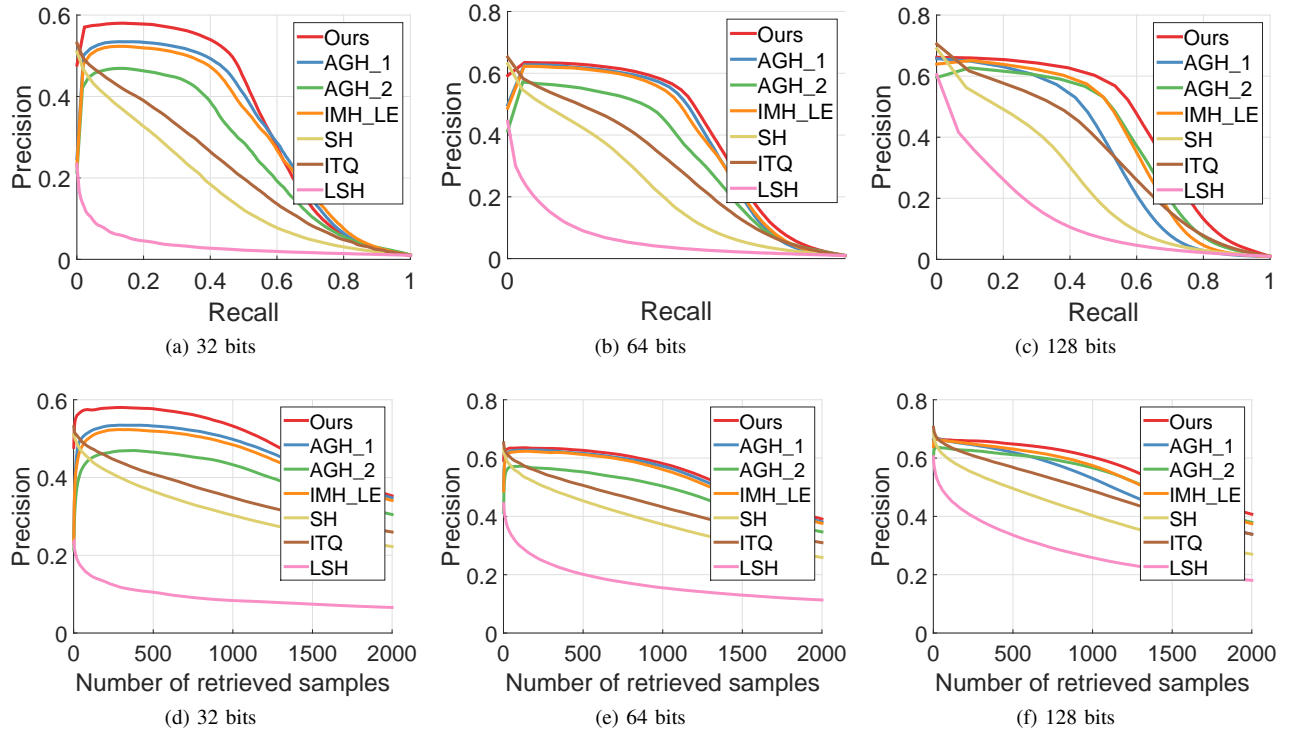 0.6
0.4
0.2
0
Precision
0 0.2 0.4 0.6 0.8 1
Recall
Ours
AGH_1
AGH_2
IMH_LE
SH
ITQ
LSH
(a) 32 bits
0.8
0.6
0.4
0.2
0
Precision
0
Recall
Ours
AGH_1
AGH_2
IMH_LE
SH
ITQ
LSH
(b) 64 bits
0.8
0.6
0.4
0.2
0
Precision
0 0.2 0.4 0.6 0.8 1
Recall
Ours
AGH_1
AGH_2
IMH_LE
SH
ITQ
LSH
(c) 128 bits
0.6
0.4
0.2
0
Precision
0 500 1000 1500 2000
Number of retrieved samples
Ours
AGH_1
AGH_2
IMH_LE
SH
ITQ
LSH
(d) 32 bits
0.8
0.6
0.4
0.2
0
Precision
0 500 1000 1500 2000
Number of retrieved samples
Ours
AGH_1
AGH_2
IMH_LE
SH
ITQ
LSH
(e) 64 bits
0.8
0.6
0.4
0.2
0
Precision
0 500 1000 1500 2000
Number of retrieved samples
Ours
AGH_1
AGH_2
IMH_LE
SH
ITQ
LSH
(f) 128 bits